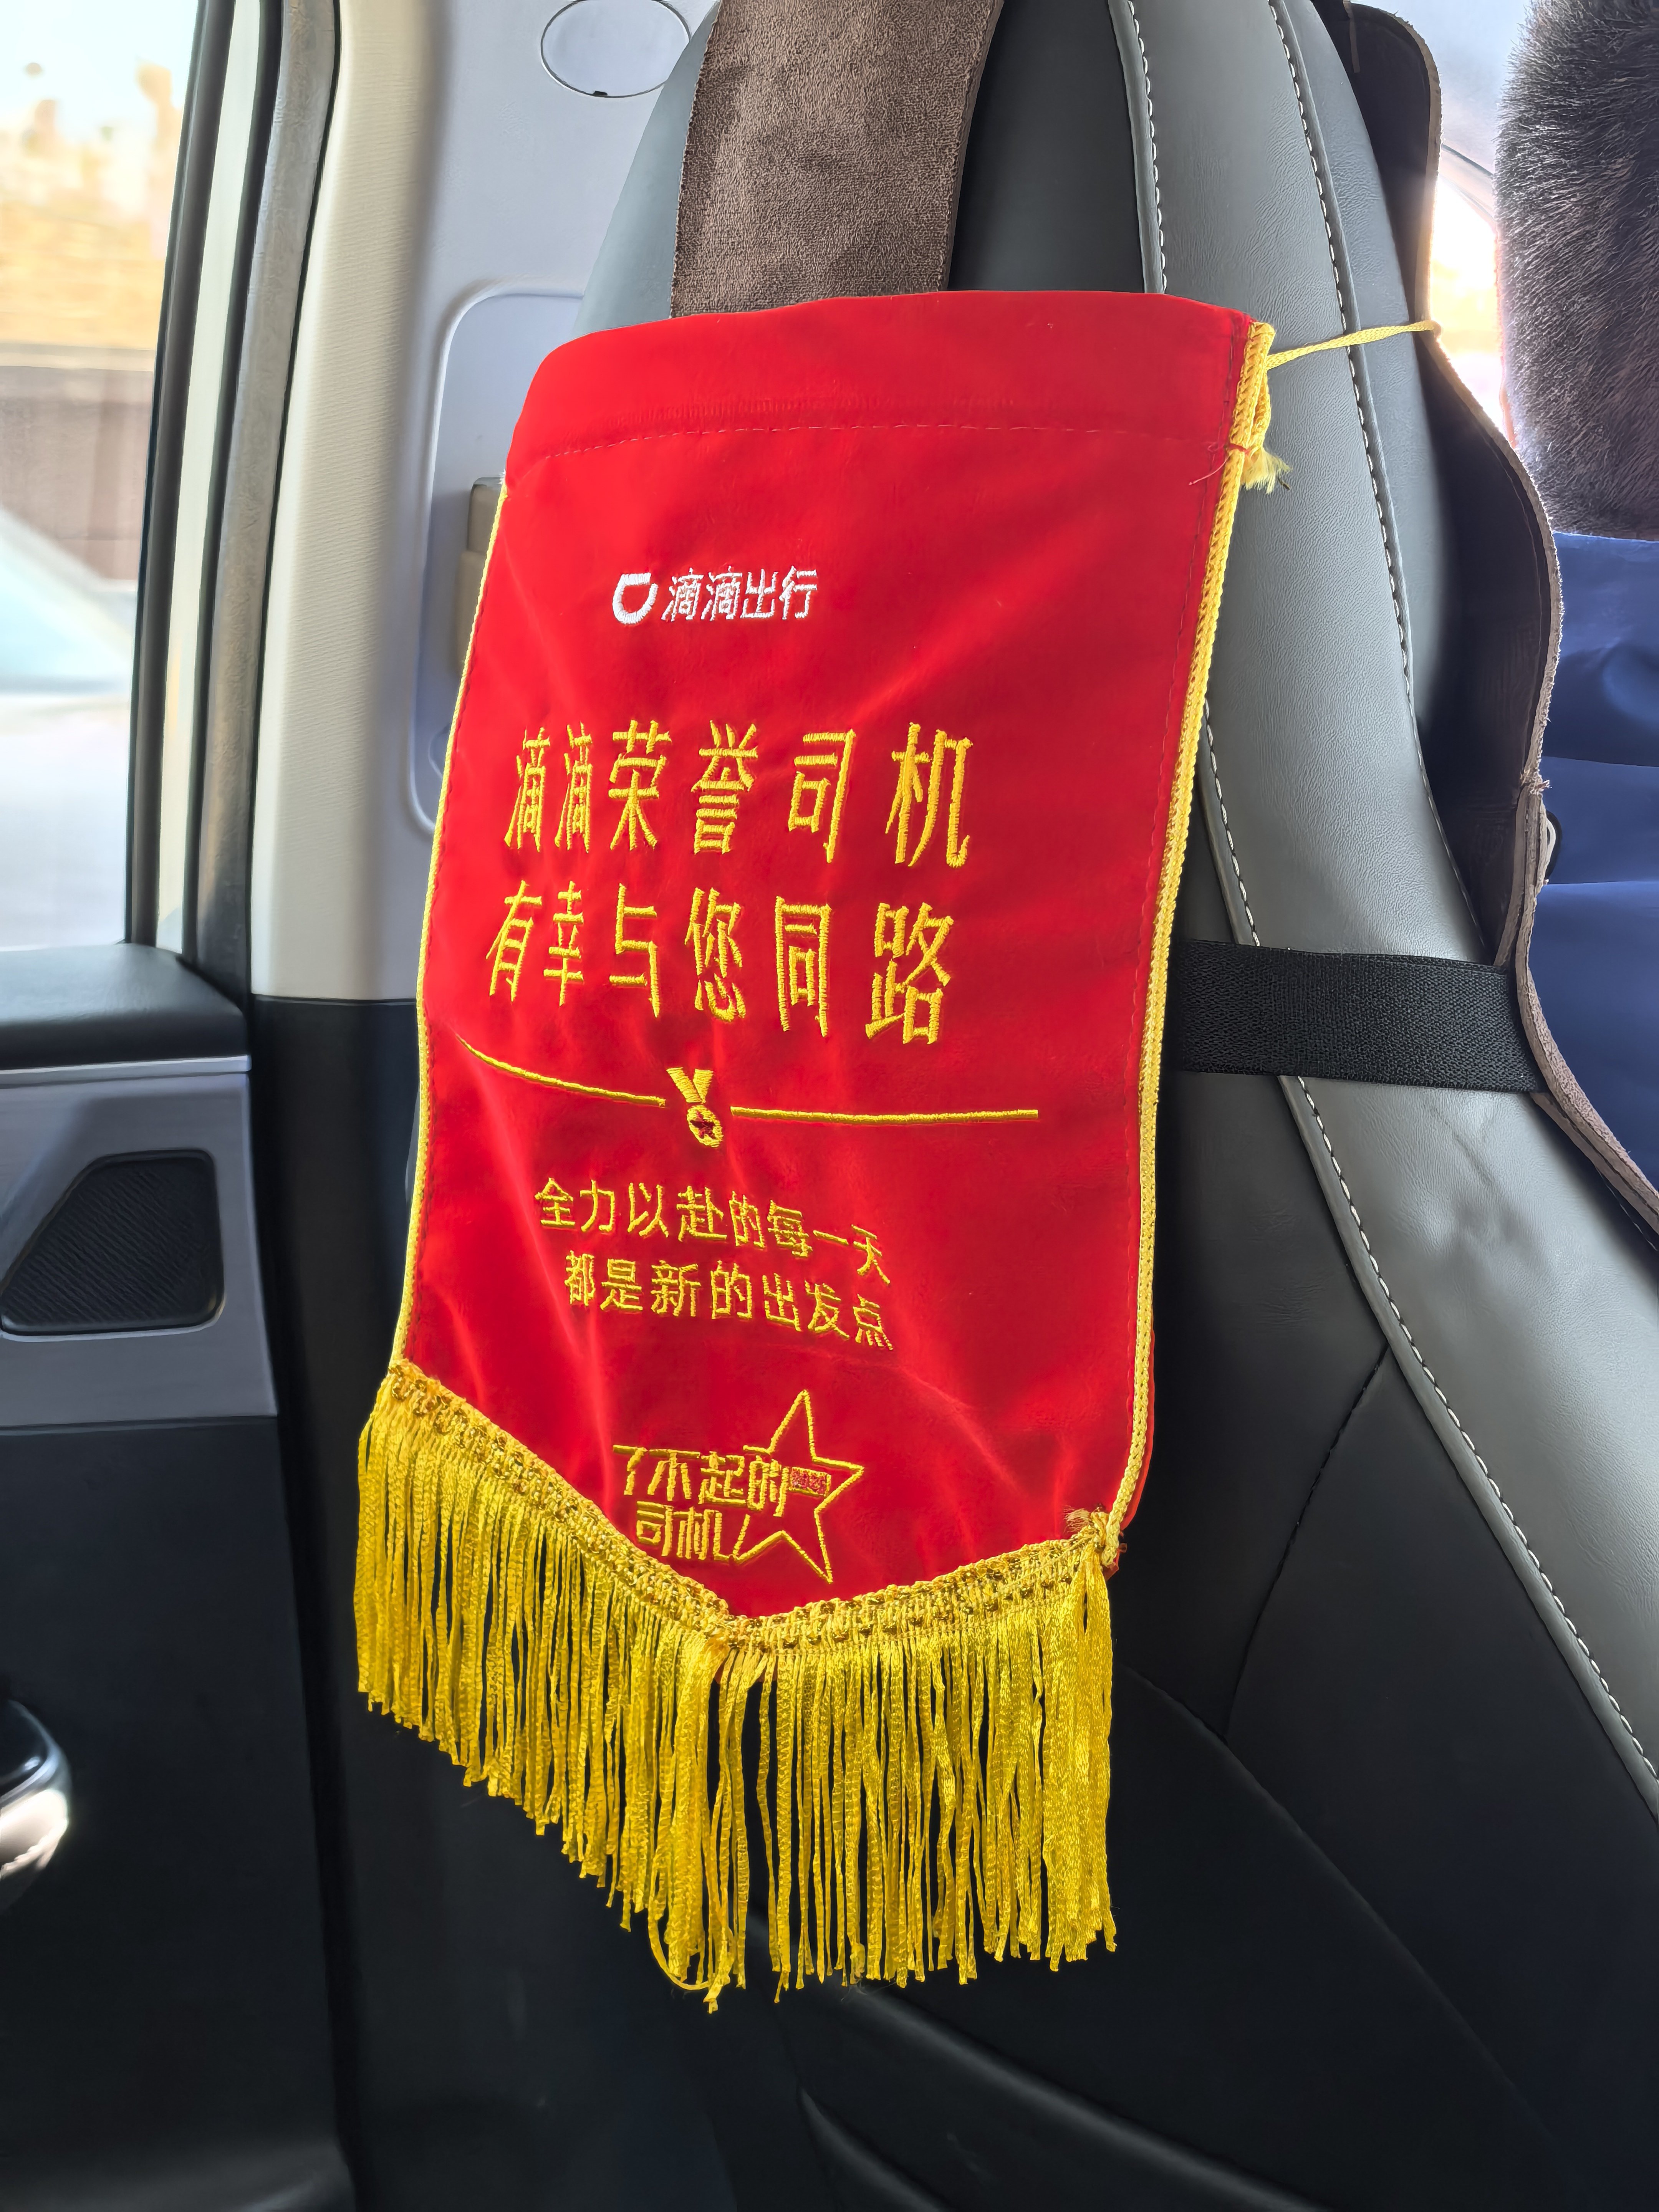 滴滴出行
滴滴荣誉司机
有幸与您同路
全力以赴的每一天
都是新的出发点
了不起的
司机